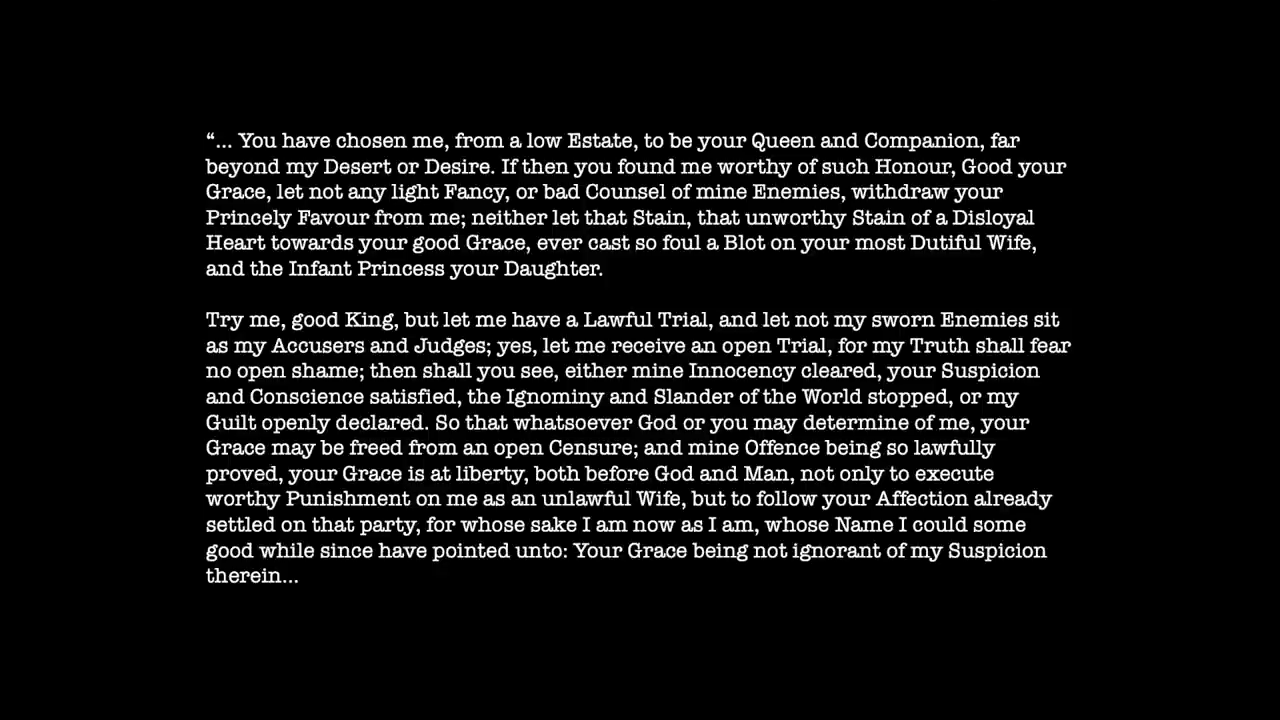 “... You have chosen me, from a low Estate, to be your Queen and Companion, far
beyond my Desert or Desire. If then you found me worthy of such Honour, Good your
Grace, let not any light Fancy, or bad Counsel of mine Enemies, withdraw your
Princely Favour from me; neither let that Stain, that unworthy Stain of a Disloyal
Heart towards your good Grace, ever cast so foul a Blot on your most Dutiful Wife,
and the Infant Princess your Daughter.
Try me, good King, but let me have a Lawful Trial, and let not my sworn Enemies sit
as my Accusers and Judges; yes, let me receive an open Trial, for my Truth shall fear
no open shame; then shall you see, either mine Innocency cleared, your Suspicion
and Conscience satisfied, the Ignominy and Slander of the World stopped, or my
Guilt openly declared. So that whatsoever God or you may determine of me, your
Grace may be freed from an open Censure; and mine Offence being so lawfully
proved, your Grace is at liberty, both before God and Man, not only to execute
worthy Punishment on me as an unlawful Wife, but to follow your Affection already
settled on that party, for whose sake I am now as I am, whose Name I could some
good while since have pointed unto: Your Grace being not ignorant of my Suspicion
therein...